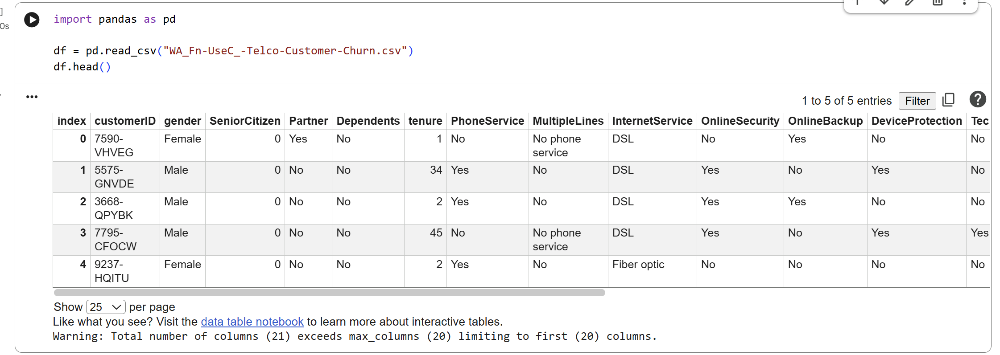 ]
0s
import pandas as pd
df = pd.read_csv("WA_Fn-UseC_-Telco-Customer-Churn.csv")
df.head()
1 to 5 of 5 entries Filter
index customerID gender SeniorCitizen Partner Dependents tenure PhoneService MultipleLines InternetService OnlineSecurity OnlineBackup DeviceProtection Tec
0 7590- Female 0 Yes No 1 No No phone DSL No Yes No No
VHVEG service
1 5575- Male 0 No No 34 Yes No DSL Yes No Yes No
GNVDE
2 3668- Male 0 No No 2 Yes No DSL Yes Yes No No
QPYBK
3 7795- Male 0 No No 45 No No phone DSL Yes No Yes Yes
CFOCW service
4 9237- Female 0 No No 2 Yes No Fiber optic No No No No
HQITU
Show 25 per page
Like what you see? Visit the data table notebook to learn more about interactive tables.
Warning: Total number of columns (21) exceeds max_columns (20) limiting to first (20) columns.